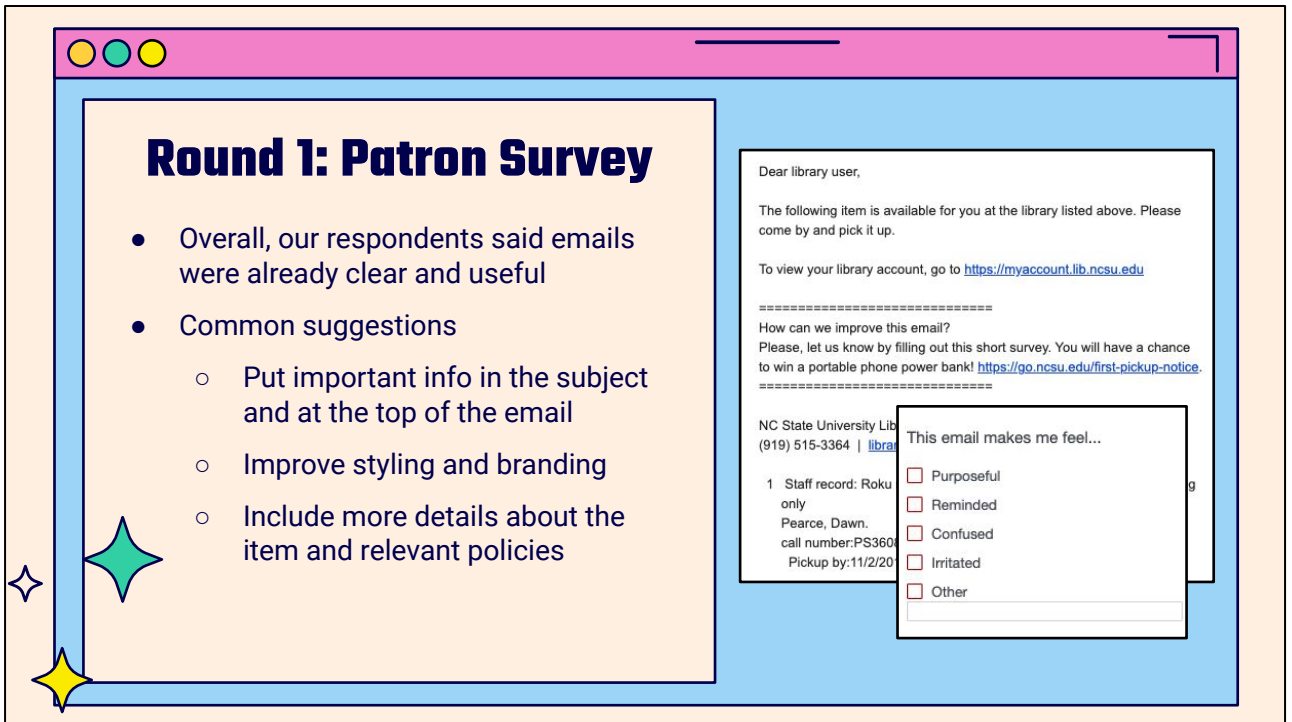 Round 1: Patron Survey
● Overall, our respondents said emails
were already clear and useful
● Common suggestions
○ Put important info in the subject
and at the top of the email
○ Improve styling and branding
○ Include more details about the
item and relevant policies
Dear library user,
The following item is available for you at the library listed above. Please
come by and pick it up.
To view your library account, go to https://myaccount.lib.ncsu.edu
==============================
How can we improve this email?
Please, let us know by filling out this short survey. You will have a chance
to win a portable phone power bank! https://go.ncsu.edu/first-pickup-notice.
==============================
NC State University Lib
(919) 515-3364 | librar
1 Staff record: Roku
g
only
Pearce, Dawn.
call number:PS3608
Pickup by:11/2/201
This email makes me feel...
Purposeful
Reminded
Confused
Irritated
Other